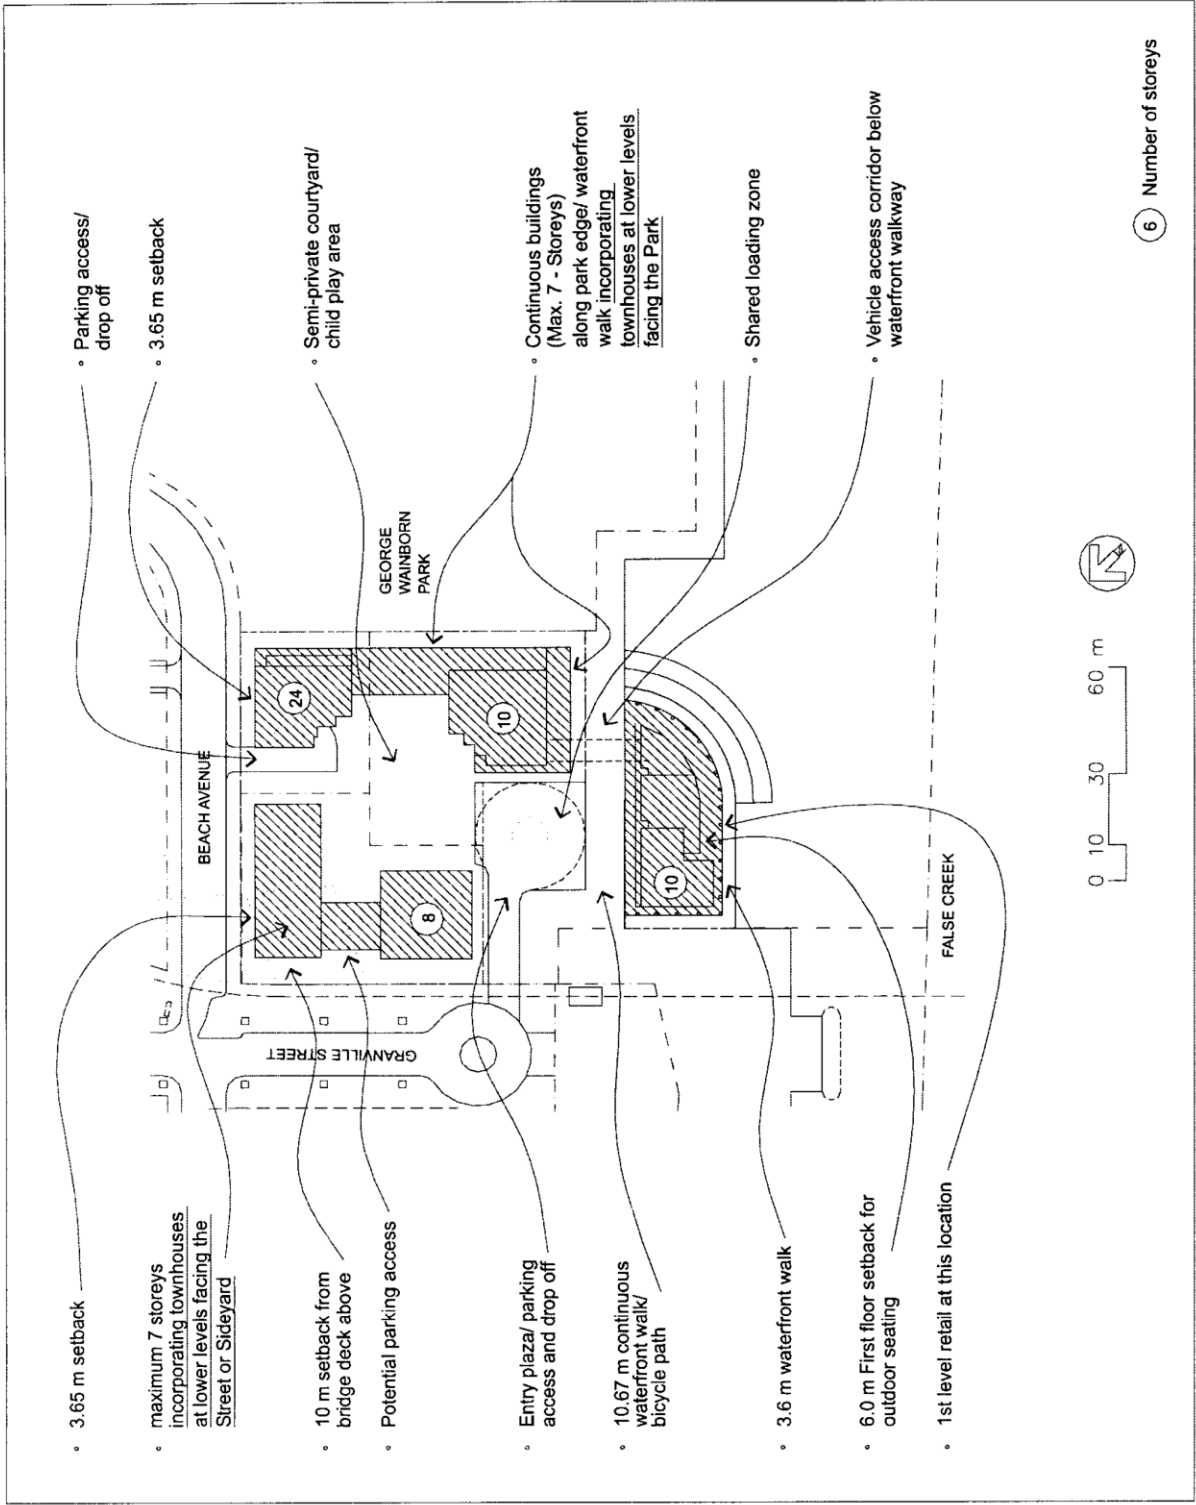 3.65 m setback
maximum 7 storeys
incorporating townhouses
at lower levels facing the
Street or Sideyard
10 m setback from
bridge deck above
Potential parking access
Entry plaza/ parking
access and drop off
10.67 m continuous
waterfront walk/
bicycle path
3.6 m waterfront walk
6.0 m First floor setback for
outdoor seating
1st level retail at this location
GRANVILLE STREET
BEACH AVENUE
GEORGE
WAINBORN
PARK
FALSE CREEK
24
10
8
10
0 10 30 60 m
Parking access/
drop off
3.65 m setback
Semi-private courtyard/
child play area
Continuous buildings
(Max. 7 - Storeys)
along park edge/ waterfront
walk incorporating
townhouses at lower levels
facing the Park
Shared loading zone
Vehicle access corridor below
waterfront walkway
6 Number of storeys